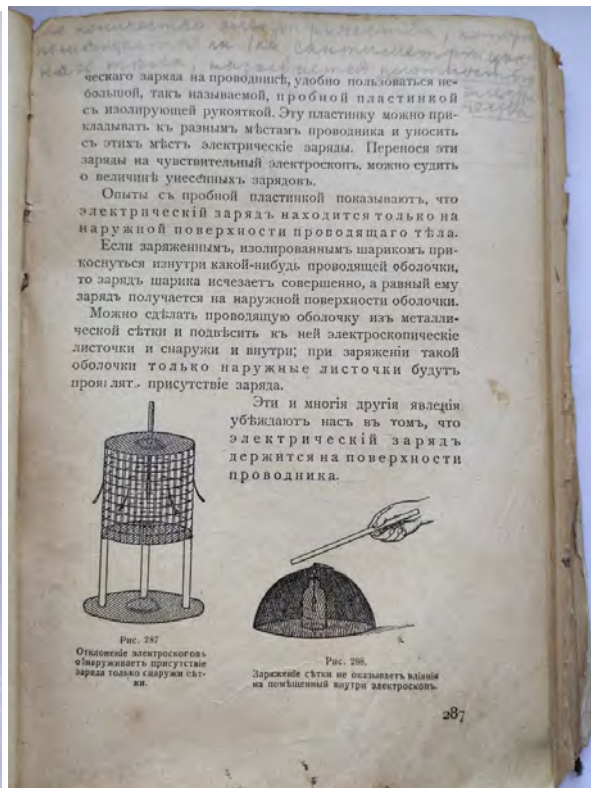 количество
ческаго заряда на проводникѣ, удобно пользоваться не-
большой, такъ называемой, пробной пластинкой
съ изолирующей рукояткой. Эту пластинку можно при-
кладывать къ разнымъ мѣстамъ проводника и уносить
съ этихъ мѣстъ электрическіе заряды. Перенося эти
заряды на чувствительный электроскопъ, можно судить
о величинѣ унесенныхъ зарядовъ.
Опыты съ пробной пластинкой показываютъ, что
электрическій зарядъ находится только на
наружной поверхности проводящаго тѣла.
Если заряженнымъ, изолированнымъ шарикомъ при-
коснуться изнутри какой-нибудь проводящей оболочки,
то зарядъ шарика исчезаетъ совершенно, а равный ему
зарядъ получается на наружной поверхности оболочки.
Можно сдѣлать проводящую оболочку изъ металли-
ческой сѣтки и подвѣсить къ ней электроскопическіе
листочки и снаружи и внутри; при заряженіи такой
оболочки только наружные листочки будутъ
присутствіе заряда.
Эти и многія другія явленія
убѣждаютъ насъ въ томъ, что
электрическій зарядъ
держится на поверхности
проводника.
Рис. 287
Отклоненіе электроскоповъ
обнаруживаетъ присутствіе
заряда только снаружи сѣт-
ки.
Рис. 288.
Заряженіе сѣтки не оказываетъ вліянія
на помѣщенный внутри электроскопъ.
287